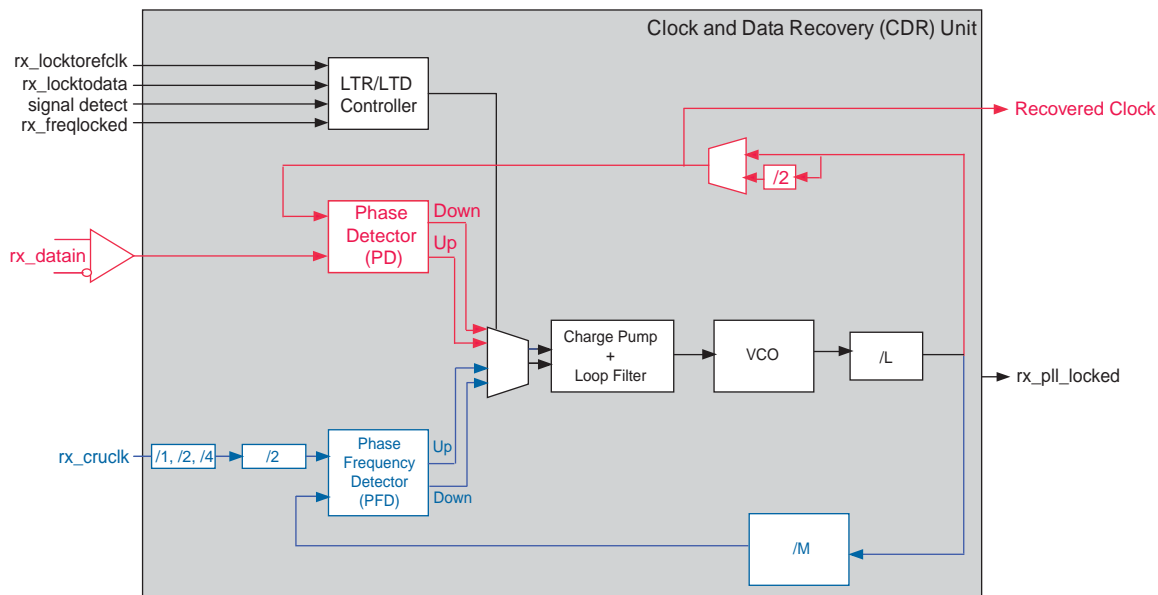 Clock and Data Recovery (CDR) Unit
rx_locktorefclk
rx_locktodata
signal detect
rx_freqlocked
LTR/LTD
Controller
Recovered Clock
/2
Phase
Detector
(PD)
Down
Up
rx_datain
Charge Pump
+
Loop Filter
VCO
/L
rx_pll_locked
rx_cruclk
/1, /2, /4
/2
Phase
Frequency
Detector
(PFD)
Up
Down
/M